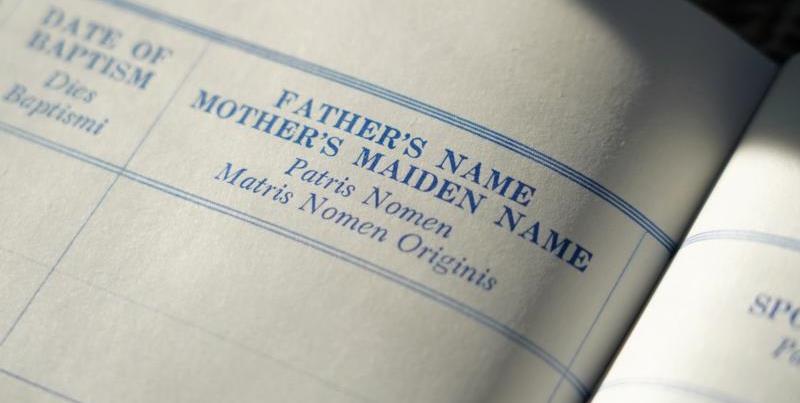 DATE OF
BAPTISM
Dies
Baptismi
FATHER'S NAME
MOTHER'S MAIDEN NAME
Patris Nomen
Matris Nomen Originis